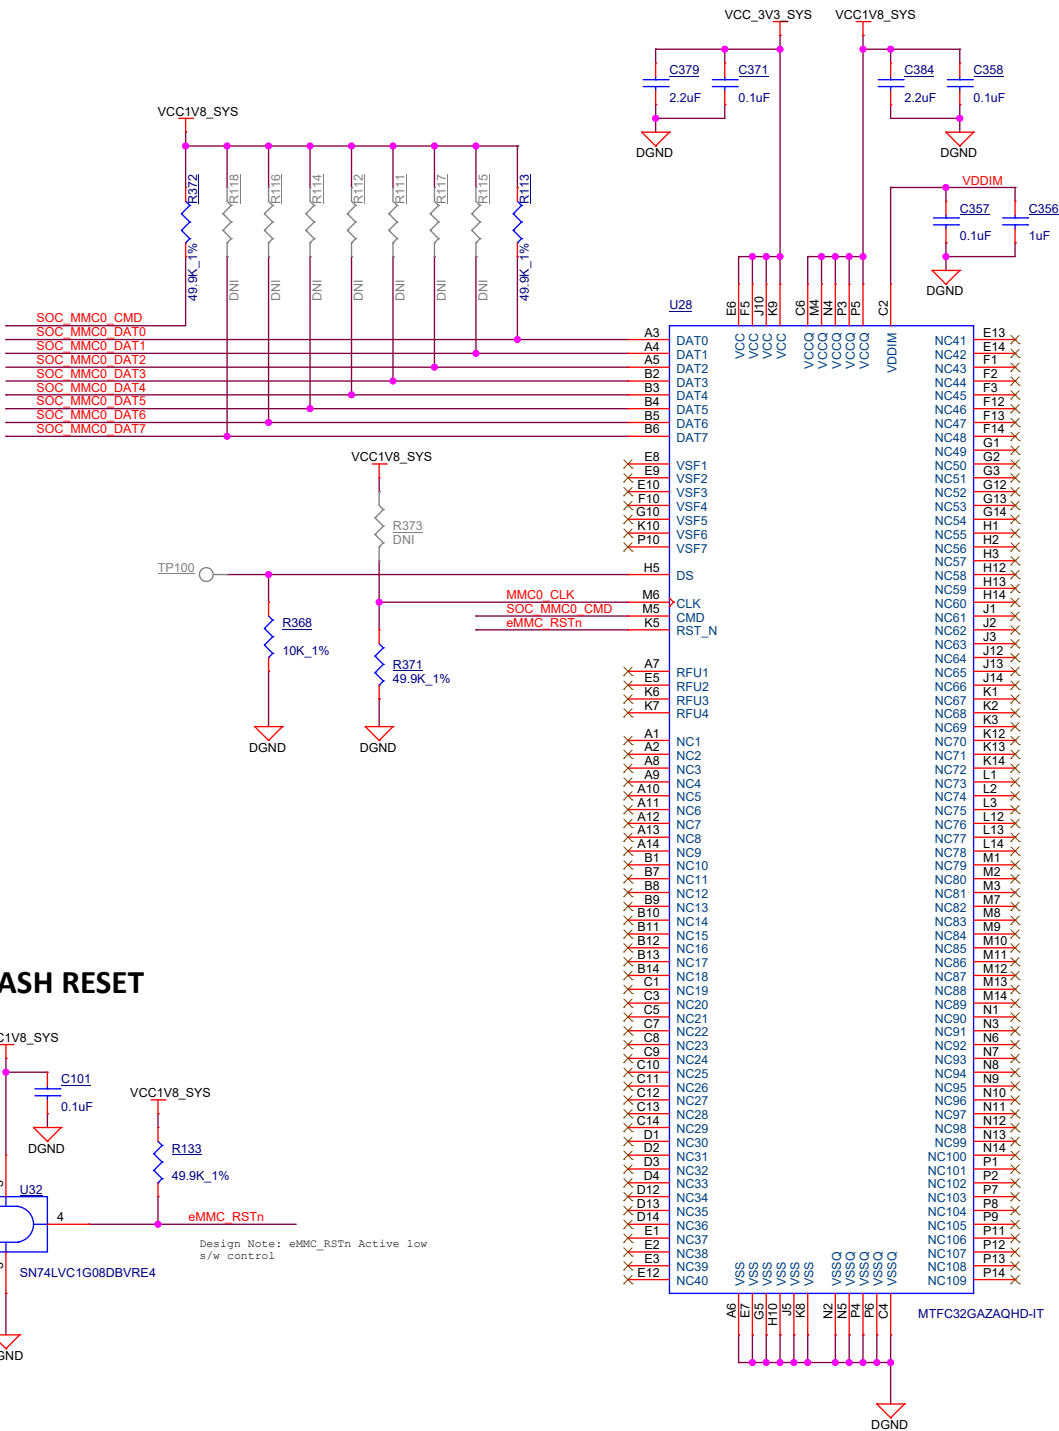 VCC_3V3_SYS VCC1V8_SYS
C379 C371 C384 C358
2.2uF 0.1uF 2.2uF 0.1uF
DGND DGND
VCC1V8_SYS
R372 R118 R116 R114 R112 R111 R117 R115 R113
49.9K_1% DNI DNI DNI DNI DNI DNI DNI 49.9K_1%
VDDIM
C357 C356
0.1uF 1uF
DGND
U28
E6 F5 J10 K9 C6 M4 N4 P3 P5 C2
VCC VCC VCC VCC VCCQ VCCQ VCCQ VCCQ VCCQ VDDIM
SOC_MMC0_CMD
SOC_MMC0_DAT0 A3 DAT0
SOC_MMC0_DAT1 A4 DAT1
SOC_MMC0_DAT2 A5 DAT2
SOC_MMC0_DAT3 B2 DAT3
SOC_MMC0_DAT4 B3 DAT4
SOC_MMC0_DAT5 B4 DAT5
SOC_MMC0_DAT6 B5 DAT6
SOC_MMC0_DAT7 B6 DAT7
E8 VSF1
E9 VSF2
E10 VSF3
F10 VSF4
G10 VSF5
K10 VSF6
P10 VSF7
VCC1V8_SYS
R373
DNI
TP100 H5 DS
MMC0_CLK M6 CLK
SOC_MMC0_CMD M5 CMD
eMMC_RSTn K5 RST_N
R368
10K_1%
R371
49.9K_1%
DGND DGND
A7 RFU1
E5 RFU2
K6 RFU3
K7 RFU4
A1 NC1
A2 NC2
A8 NC3
A9 NC4
A10 NC5
A11 NC6
A12 NC7
A13 NC8
A14 NC9
B1 NC10
B7 NC11
B8 NC12
B9 NC13
B10 NC14
B11 NC15
B12 NC16
B13 NC17
B14 NC18
C1 NC19
C3 NC20
C5 NC21
C7 NC22
C8 NC23
C9 NC24
C10 NC25
C11 NC26
C12 NC27
C13 NC28
C14 NC29
D1 NC30
D2 NC31
D3 NC32
D4 NC33
D12 NC34
D13 NC35
D14 NC36
E1 NC37
E2 NC38
E3 NC39
E12 NC40
NC41 E13
NC42 E14
NC43 F1
NC44 F2
NC45 F3
NC46 F12
NC47 F13
NC48 F14
NC49 G1
NC50 G2
NC51 G3
NC52 G12
NC53 G13
NC54 G14
NC55 H1
NC56 H2
NC57 H3
NC58 H12
NC59 H13
NC60 H14
NC61 J1
NC62 J2
NC63 J3
NC64 J12
NC65 J13
NC66 J14
NC67 K1
NC68 K2
NC69 K3
NC70 K12
NC71 K13
NC72 K14
NC73 L1
NC74 L2
NC75 L3
NC76 L12
NC77 L13
NC78 L14
NC79 M1
NC80 M2
NC81 M3
NC82 M7
NC83 M8
NC84 M9
NC85 M10
NC86 M11
NC87 M12
NC88 M13
NC89 M14
NC90 N1
NC91 N3
NC92 N6
NC93 N7
NC94 N8
NC95 N9
NC96 N10
NC97 N11
NC98 N12
NC99 N13
NC100 N14
NC101 P1
NC102 P2
NC103 P7
NC104 P8
NC105 P9
NC106 P11
NC107 P12
NC108 P13
NC109 P14
VSS VSS VSS VSS VSS VSS VSSQ VSSQ VSSQ VSSQ VSSQ
A6 E7 G5 H10 J5 K8 N2 N5 P4 P6 C4
MTFC32GAZAQHD-IT
DGND
ASH RESET
C1V8_SYS
C101
0.1uF
DGND
VCC1V8_SYS
R133
49.9K_1%
U32
4 eMMC_RSTn
Design Note: eMMC_RSTn Active low
s/w control
SN74LVC1G08DBVRE4
GND